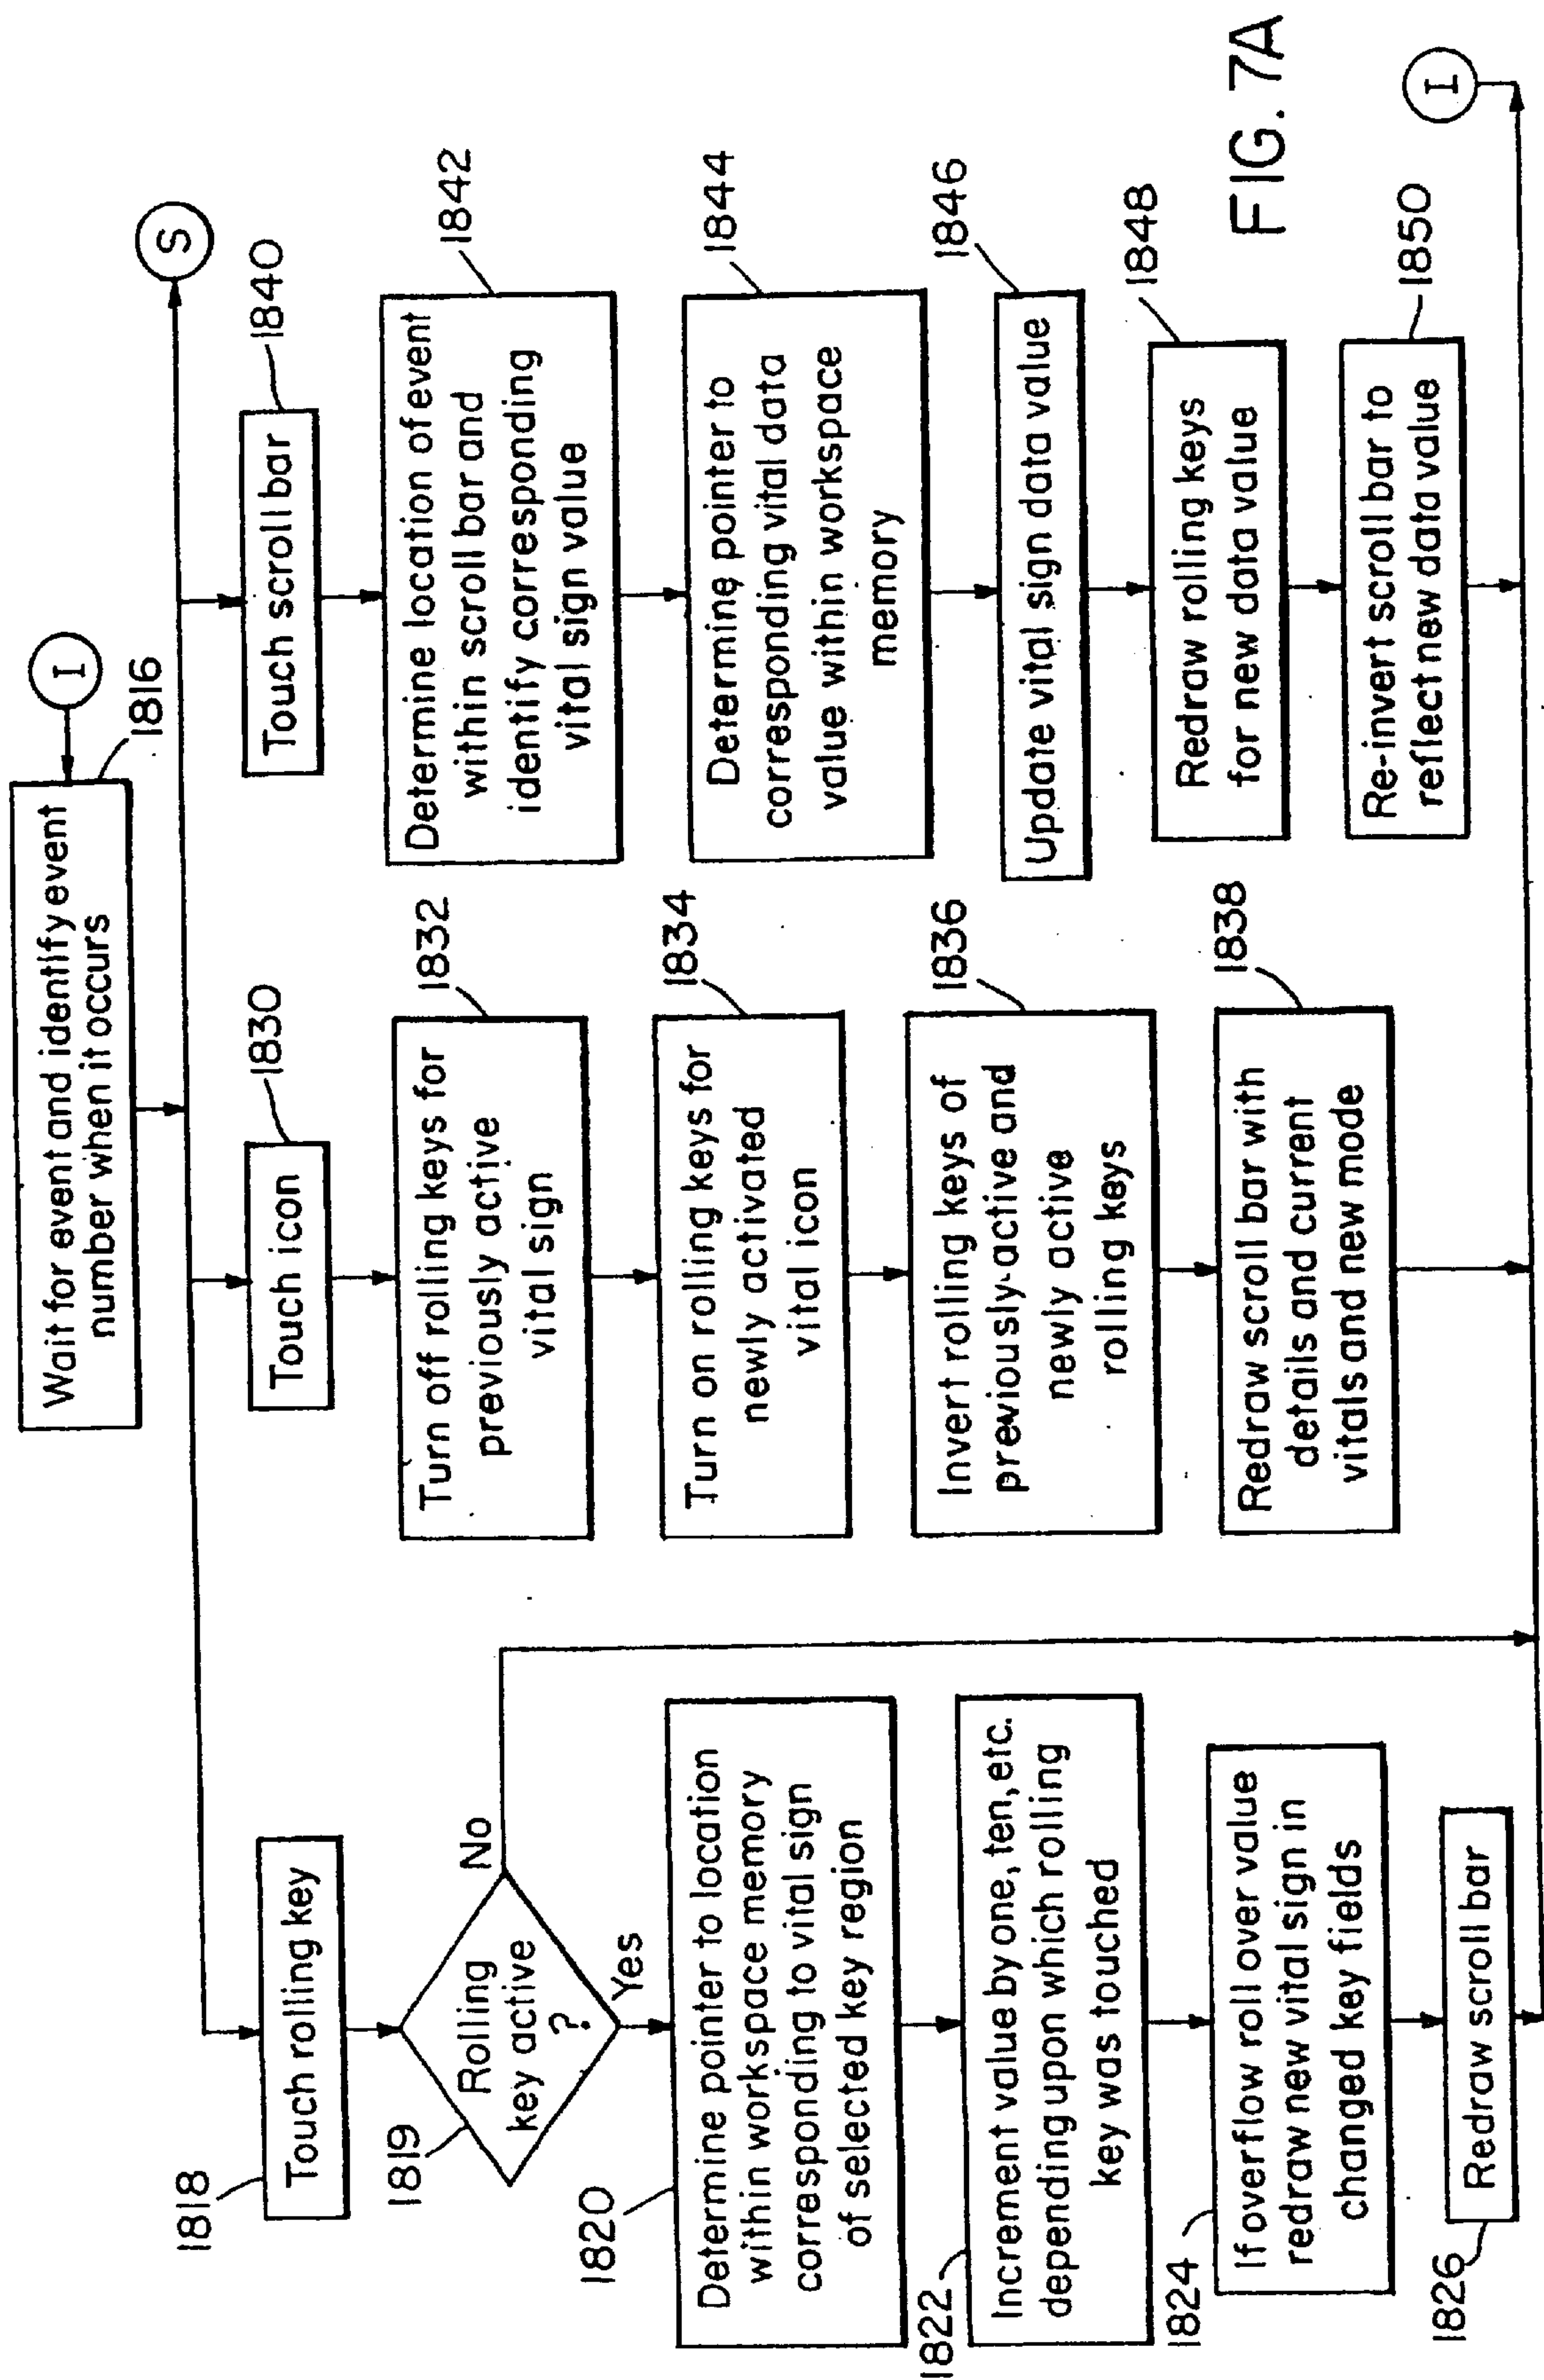 I
Wait for event and identify event
number when it occurs
1816
S
1818
Touch rolling key
1819
Rolling
key active
?
No
Yes
1820
Determine pointer to location
within workspace memory
corresponding to vital sign
of selected key region
1822
Increment value by one, ten, etc.
depending upon which rolling
key was touched
1824
If overflow roll over value
redraw new vital sign in
changed key fields
1826
Redraw scroll bar
1830
Touch icon
1832
Turn off rolling keys for
previously active
vital sign
1834
Turn on rolling keys for
newly activated
vital icon
1836
Invert rolling keys of
previously-active and
newly active
rolling keys
1838
Redraw scroll bar with
details and current
vitals and new mode
1840
Touch scroll bar
1842
Determine location of event
within scroll bar and
identify corresponding
vital sign value
1844
Determine pointer to
corresponding vital data
value within workspace
memory
1846
Update vital sign data value
1848
Redraw rolling keys
for new data value
1850
Re-invert scroll bar to
reflect new data value
I
FIG. 7A